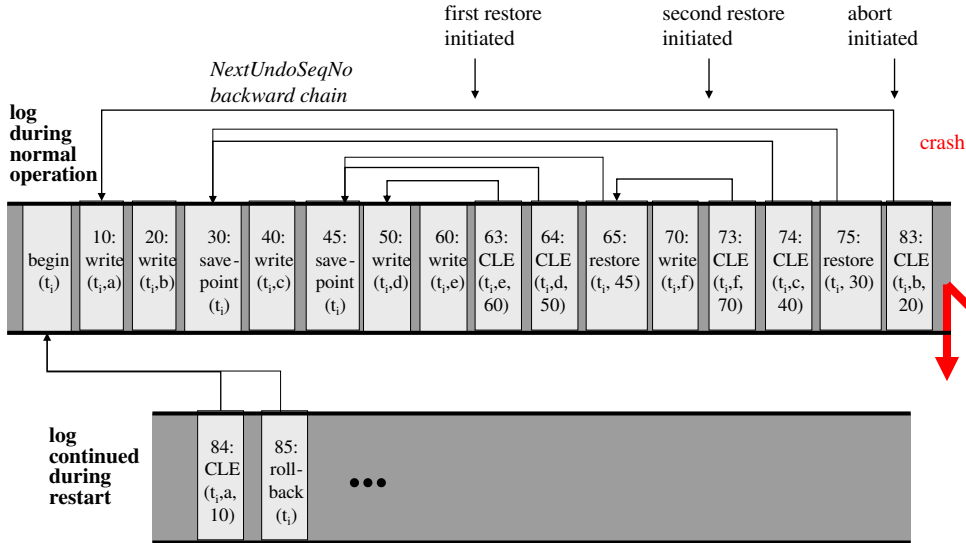 first restore
initiated
second restore
initiated
abort
initiated
NextUndoSeqNo
backward chain
log
during
normal
operation
crash
begin
(ti)
10:
write
(ti,a)
20:
write
(ti,b)
30:
save-
point
(ti)
40:
write
(ti,c)
45:
save-
point
(ti)
50:
write
(ti,d)
60:
write
(ti,e)
63:
CLE
(ti,e,
60)
64:
CLE
(ti,d,
50)
65:
restore
(ti, 45)
70:
write
(ti,f)
73:
CLE
(ti,f,
70)
74:
CLE
(ti,c,
40)
75:
restore
(ti, 30)
83:
CLE
(ti,b,
20)
log
continued
during
restart
84:
CLE
(ti,a,
10)
85:
roll-
back
(ti)
•••